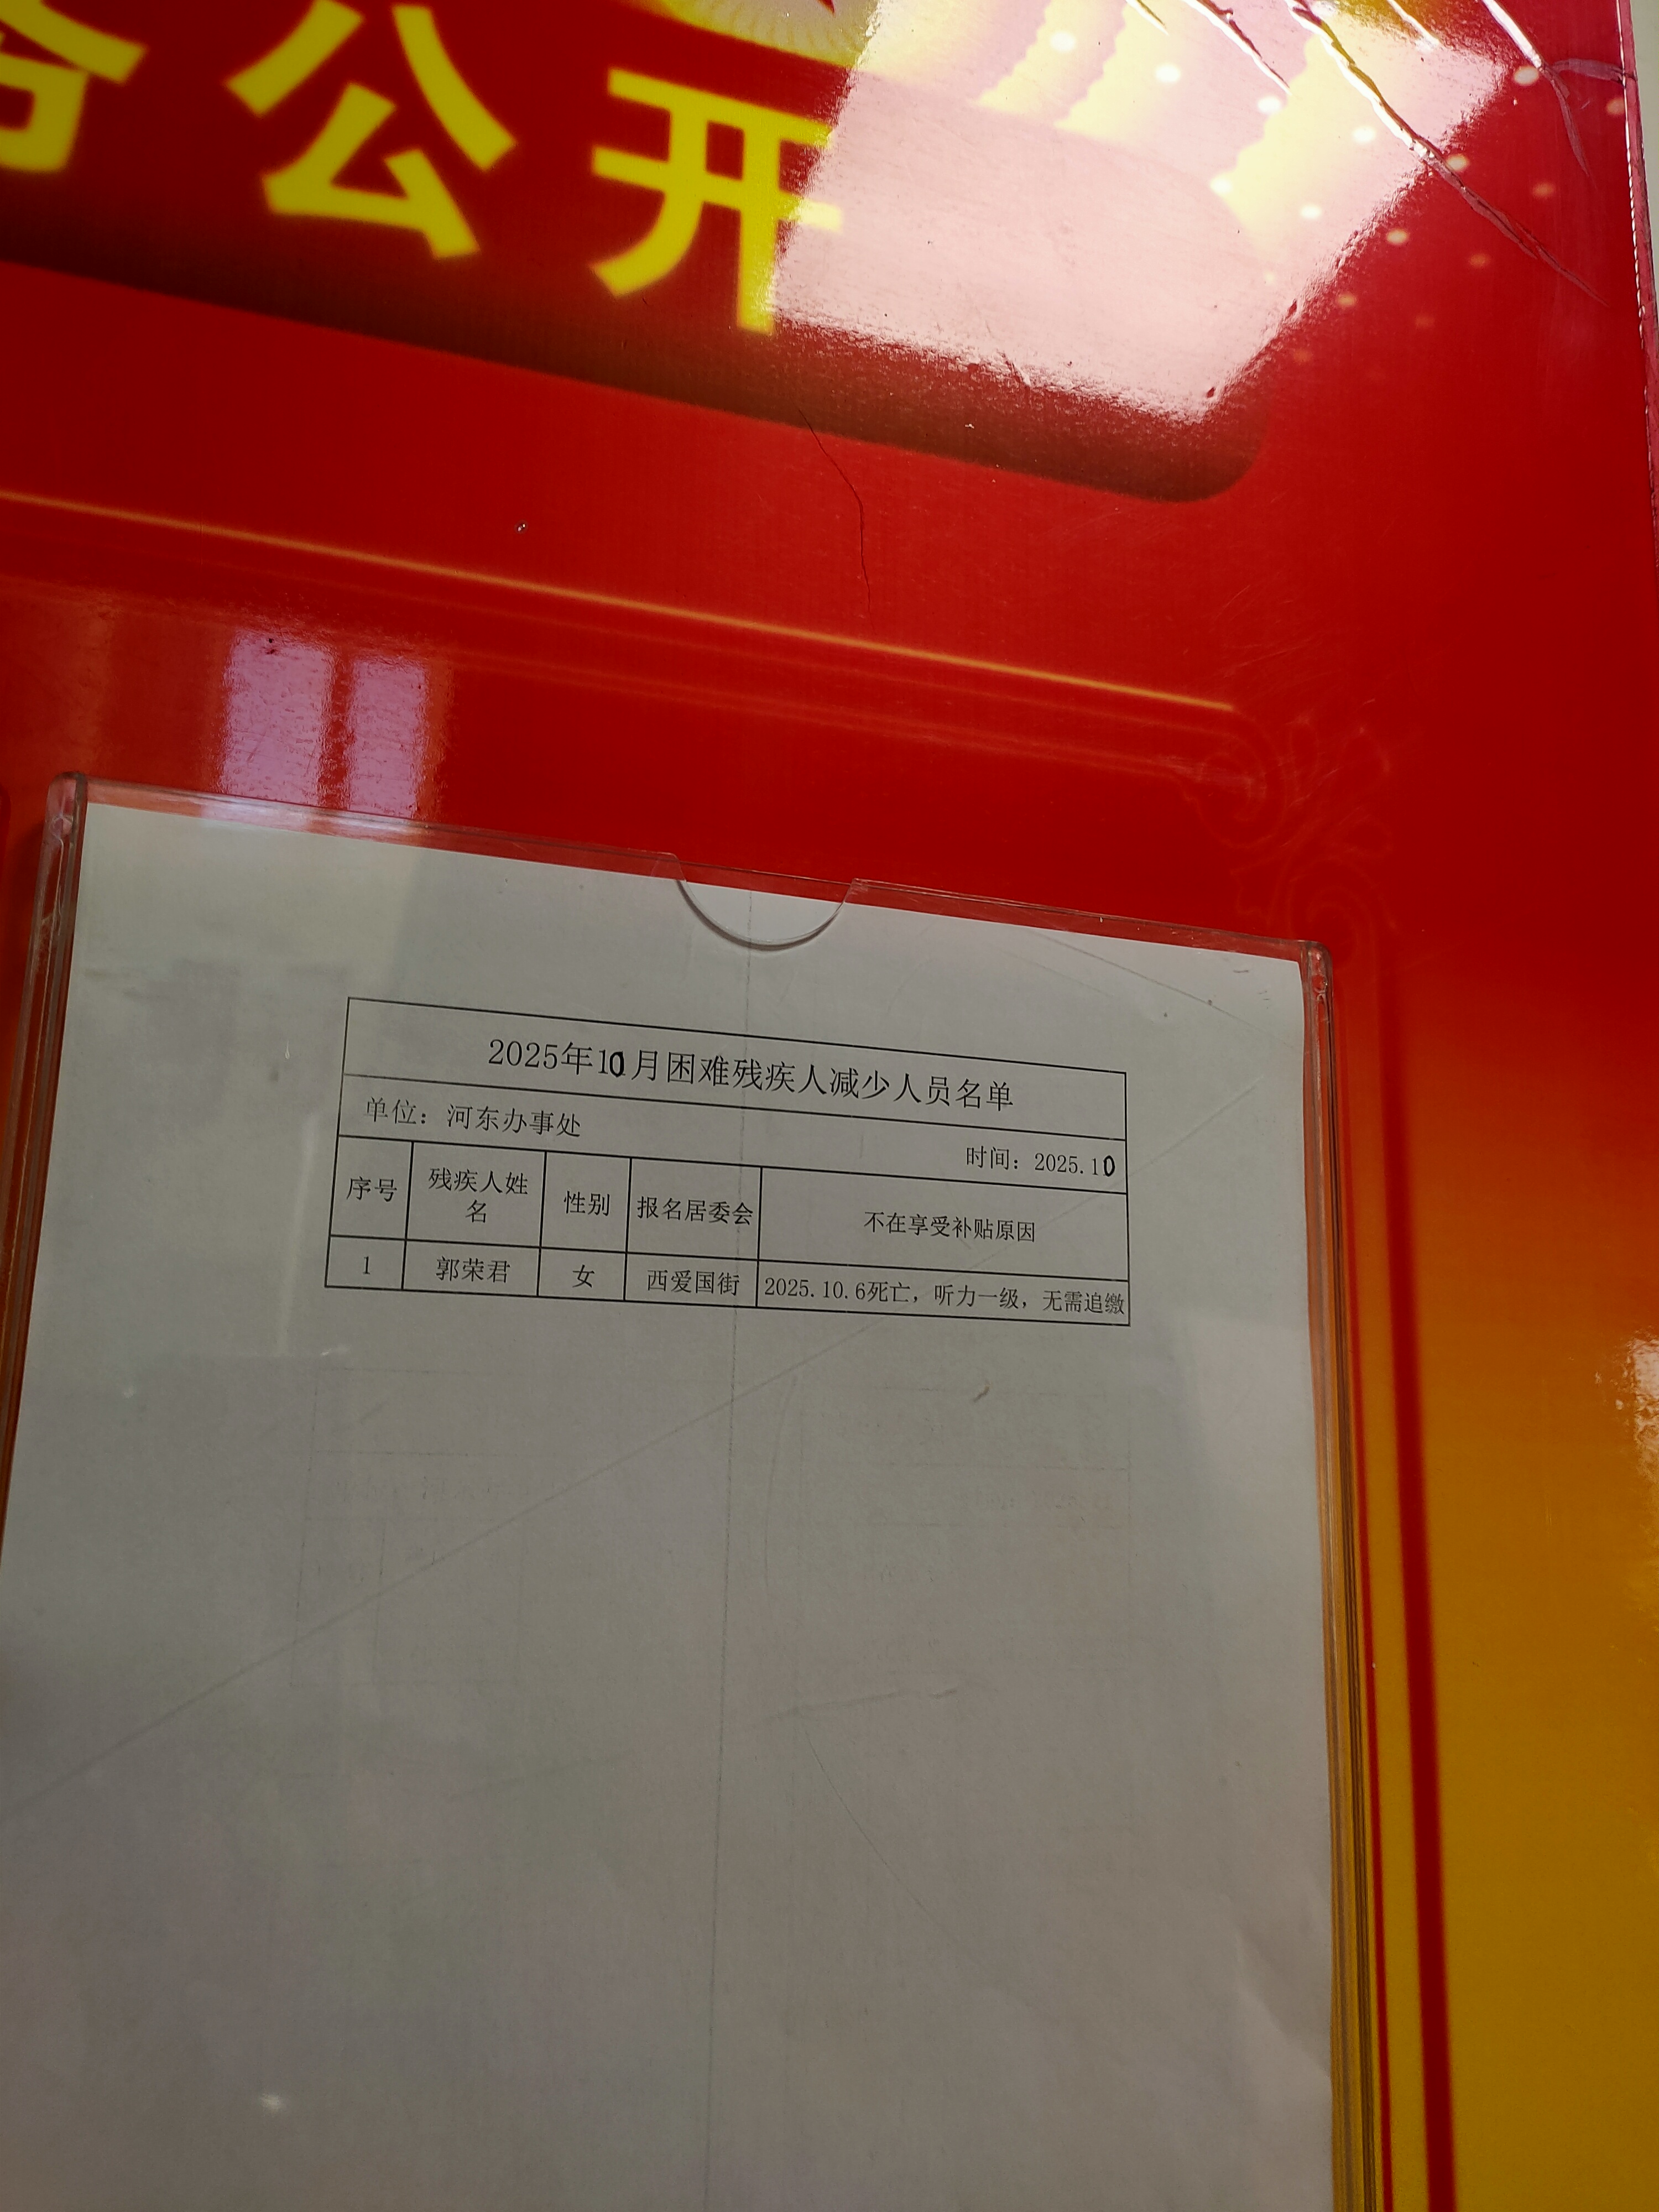 公开
2025年10月困难残疾人减少人员名单
单位：河东办事处
时间：2025.10
序号 残疾人姓名 性别 报名居委会 不在享受补贴原因
1 郭荣君 女 西爱国街 2025.10.6死亡，听力一级，无需追缴